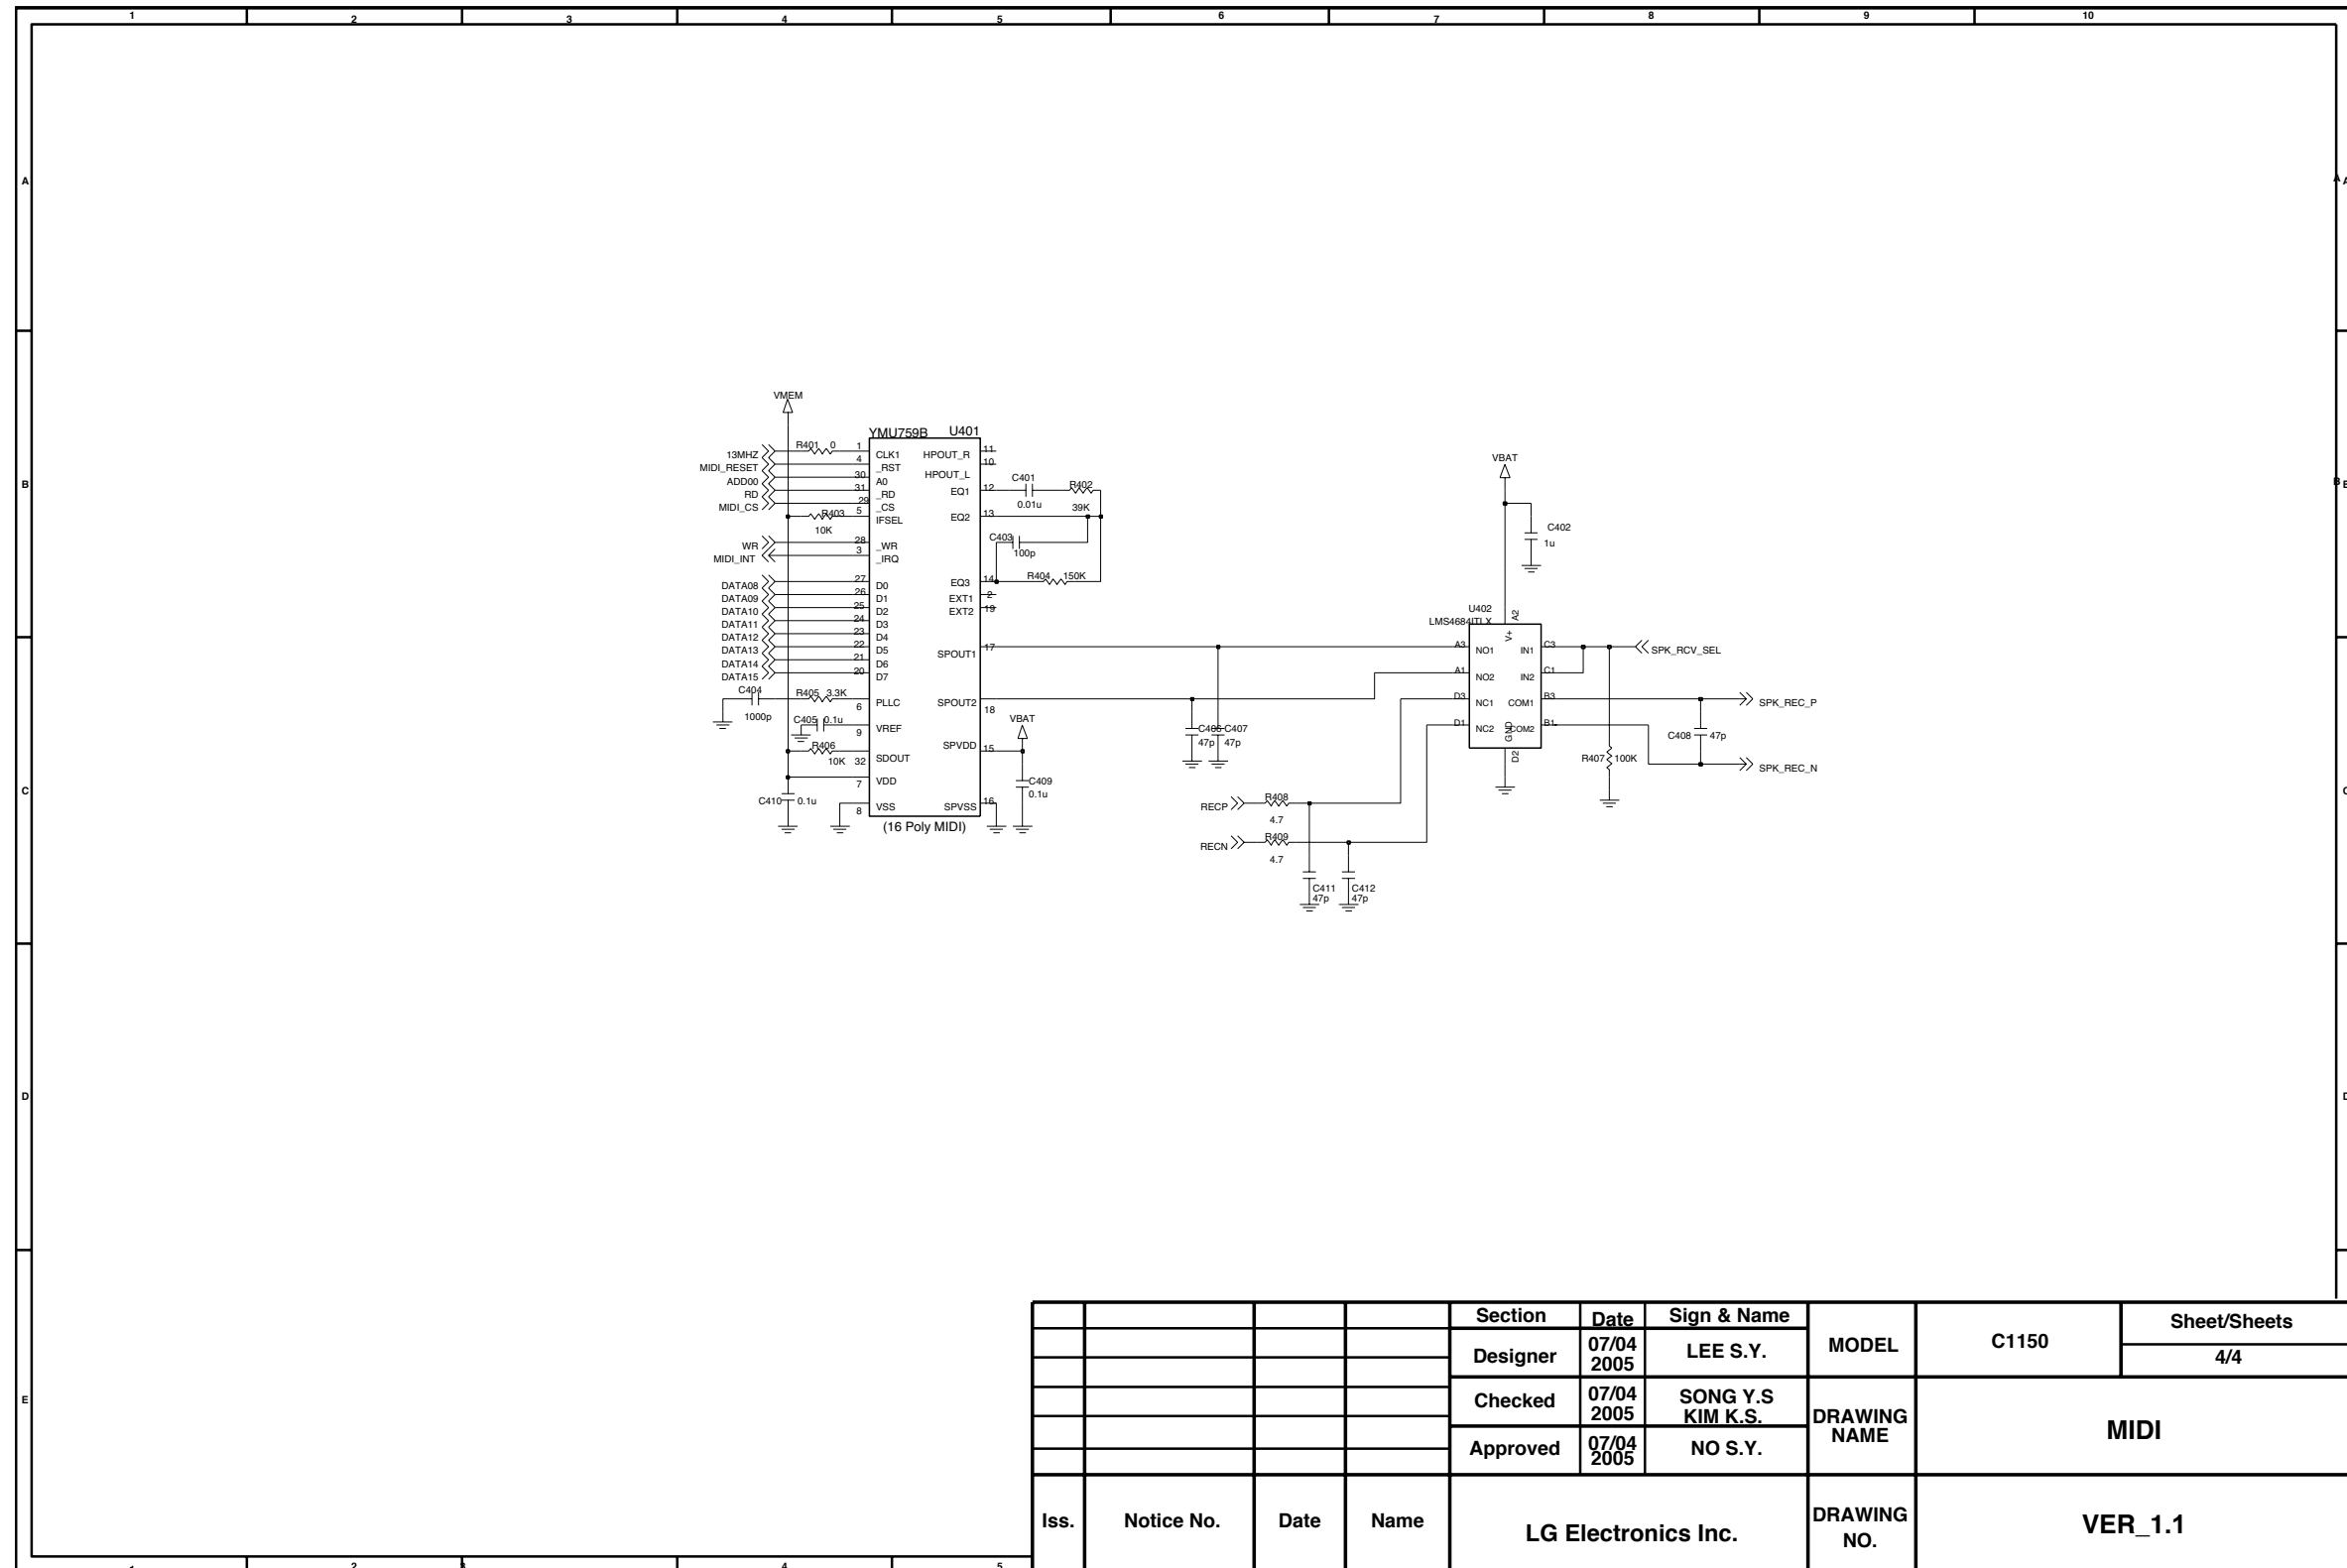 1 2 3 4 5 6 7 8 9 10
A A A
VMEM
YMU759B U401
13MHZ R401 0 1 CLK1 HPOUT_R 11
MIDI_RESET 4 _RST 10
ADD00 30 A0 HPOUT_L
RD 31 _RD EQ1 12 C401 0.01u R402 39K
MIDI_CS 29 _CS
R403 10K 5 IFSEL EQ2 13
WR 28 _WR C403 100p
MIDI_INT 3 _IRQ
DATA08 27 D0 EQ3 14 R404 150K
DATA09 26 D1 EXT1 2
DATA10 25 D2 EXT2 19
DATA11 24 D3
DATA12 23 D4
DATA13 22 D5 SPOUT1 17
DATA14 21 D6
DATA15 20 D7
C404 1000p R405 3.3K 6 PLLC SPOUT2 18
C405 0.1u 9 VREF VBAT
R406 10K 32 SDOUT SPVDD 15
7 VDD C409 0.1u
C410 0.1u 8 VSS SPVSS 16
(16 Poly MIDI)
B B
VBAT
C402
1u
U402 A2
LMS4684ITLX
V+
A3 NO1 IN1 C3 SPK_RCV_SEL
A1 NO2 IN2 C1
D3 NC1 COM1 B3 SPK_REC_P
D1 NC2 GND COM2 B1
D2
C406 47p C407 47p
R407 100K C408 47p
SPK_REC_N
RECP R408
4.7
RECN R409
4.7
C411 C412
47p 47p
C
D D
E
Section Date Sign & Name
Designer 07/04 2005 LEE S.Y.
Checked 07/04 2005 SONG Y.S KIM K.S.
Approved 07/04 2005 NO S.Y.
MODEL C1150 Sheet/Sheets
4/4
DRAWING NAME MIDI
Iss. Notice No. Date Name
LG Electronics Inc.
DRAWING NO. VER_1.1
2 4 5